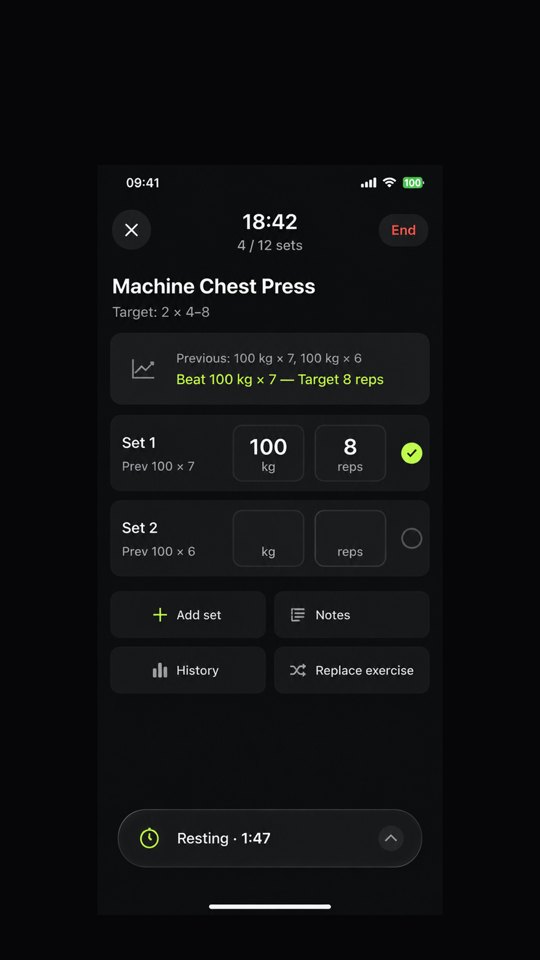 09:41
100
18:42
4 / 12 sets
End
Machine Chest Press
Target: 2 × 4–8
Previous: 100 kg × 7, 100 kg × 6
Beat 100 kg × 7 — Target 8 reps
Set 1
Prev 100 × 7
100
kg
8
reps
Set 2
Prev 100 × 6
kg
reps
Add set
Notes
History
Replace exercise
Resting · 1:47